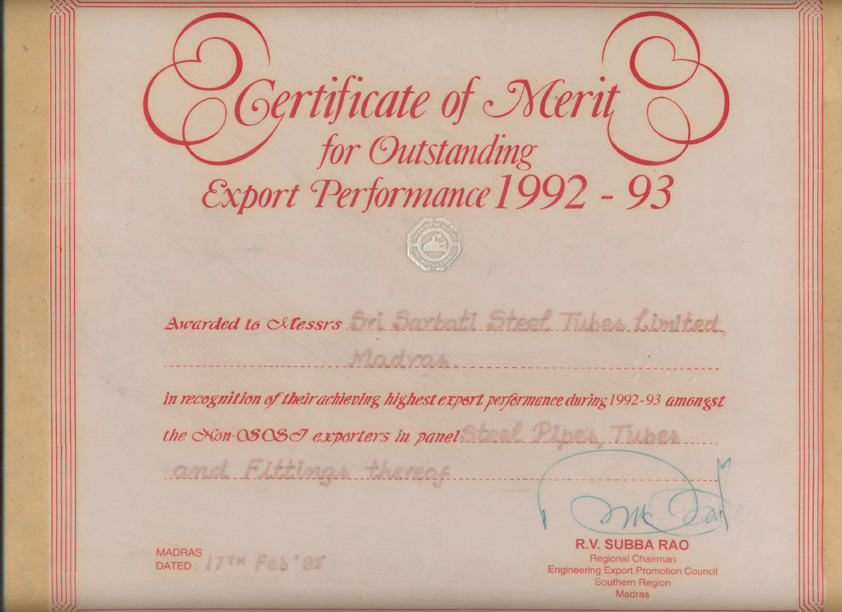 Certificate of Merit
for Outstanding
Export Performance 1992 - 93
Awarded to Messrs Sri Sarbati Steel Tubes Limited,
Madras.
in recognition of their achieving highest export performance during 1992-93 amongst
the Non-SSI exporters in panel Steel Pipes, Tubes
and Fittings thereof
R.V. SUBBA RAO
Regional Chairman
Engineering Export Promotion Council
Southern Region
Madras
MADRAS
DATED : 17TH Feb '95